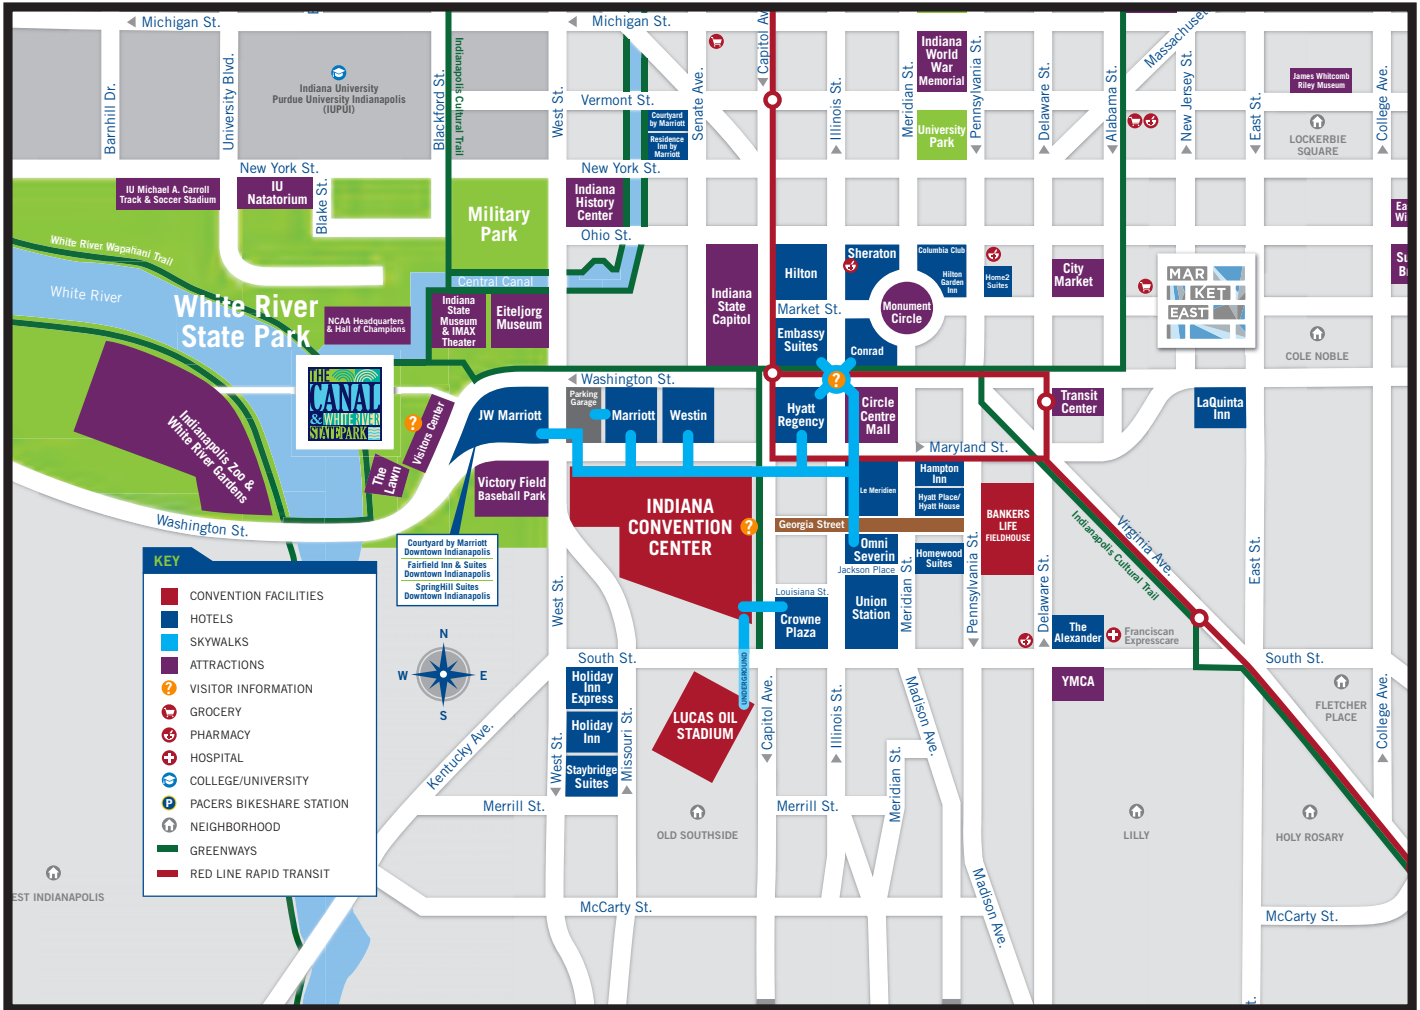 Michigan St.
Michigan St.
Barnhill Dr.
University Blvd.
Indiana University
Purdue University Indianapolis
(IUPUI)
Blackford St.
Indianapolis Cultural Trail
West St.
Vermont St.
Courtyard
by Marriott
Residence
Inn by
Marriott
Senate Ave.
Capitol Av
Illinois St.
Meridian St.
Indiana
World
War
Memorial
University
Park
Pennsylvania St.
Delaware St.
Alabama St.
Massachuset
New Jersey St.
East St.
James Whitcomb
Riley Museum
LOCKERBIE
SQUARE
College Ave.
New York St.
New York St.
IU Michael A. Carroll
Track & Soccer Stadium
IU
Natatorium
Blake St.
Military
Park
Indiana
History
Center
Ohio St.
White River Wapahani Trail
White River
White River
State Park
Central Canal
NCAA Headquarters
& Hall of Champions
Indiana
State
Museum
& IMAX
Theater
Eiteljorg
Museum
Indiana
State
Capitol
Hilton
Sheraton
Columbia Club
Hilton
Garden
Inn
Home2
Suites
City
Market
MAR
KET
EAST
Ea
Wi
Su
B
Market St.
Monument
Circle
Embassy
Suites
Conrad
COLE NOBLE
Washington St.
THE
CANAL
& WHITE RIVER
STATE PARK
Visitors Center
The
Lawn
Indianapolis Zoo &
White River Gardens
JW Marriott
Parking
Garage
Marriott
Westin
Hyatt
Regency
Circle
Centre
Mall
Transit
Center
LaQuinta
Inn
Maryland St.
Victory Field
Baseball Park
INDIANA
CONVENTION
CENTER
Le Meridien
Hampton
Inn
Hyatt Place/
Hyatt House
Georgia Street
BANKERS
LIFE
FIELDHOUSE
Omni
Severin
Homewood
Suites
Jackson Place
Washington St.
Courtyard by Marriott
Downtown Indianapolis
Fairfield Inn & Suites
Downtown Indianapolis
SpringHill Suites
Downtown Indianapolis
Virginia Ave.
Indianapolis Cultural Trail
East St.
West St.
Meridian St.
Pennsylvania St.
Delaware St.
Louisiana St.
Crowne
Plaza
Union
Station
The
Alexander
Franciscan
Expresscare
KEY
CONVENTION FACILITIES
HOTELS
SKYWALKS
ATTRACTIONS
? VISITOR INFORMATION
GROCERY
PHARMACY
HOSPITAL
COLLEGE/UNIVERSITY
P PACERS BIKESHARE STATION
NEIGHBORHOOD
GREENWAYS
RED LINE RAPID TRANSIT
N
W E
S
South St.
South St.
Holiday
Inn
Express
Holiday
Inn
Staybridge
Suites
West St.
Missouri St.
UNDERGROUND
LUCAS OIL
STADIUM
Capitol Ave.
Illinois St.
Madison Ave.
Meridian St.
YMCA
FLETCHER
PLACE
College Ave.
Kentucky Ave.
Merrill St.
Merrill St.
OLD SOUTHSIDE
LILLY
HOLY ROSARY
EST INDIANAPOLIS
McCarty St.
Madison Ave.
McCarty St.
t.